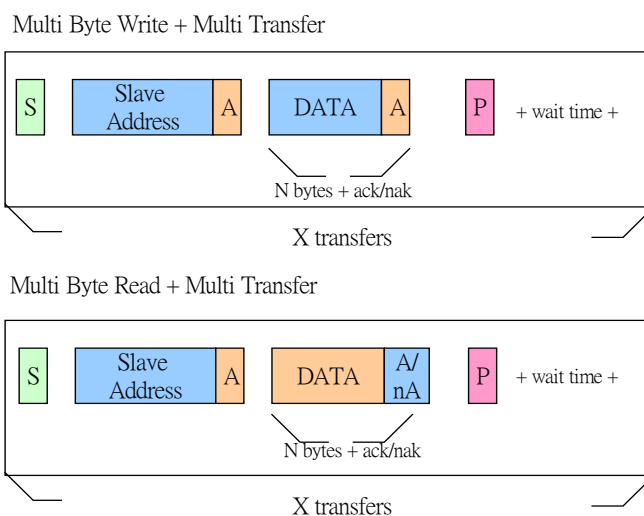 Multi Byte Write + Multi Transfer
S
Slave
Address
A
DATA
A
P
+ wait time +
N bytes + ack/nak
X transfers
Multi Byte Read + Multi Transfer
S
Slave
Address
A
DATA
A/
nA
P
+ wait time +
N bytes + ack/nak
X transfers